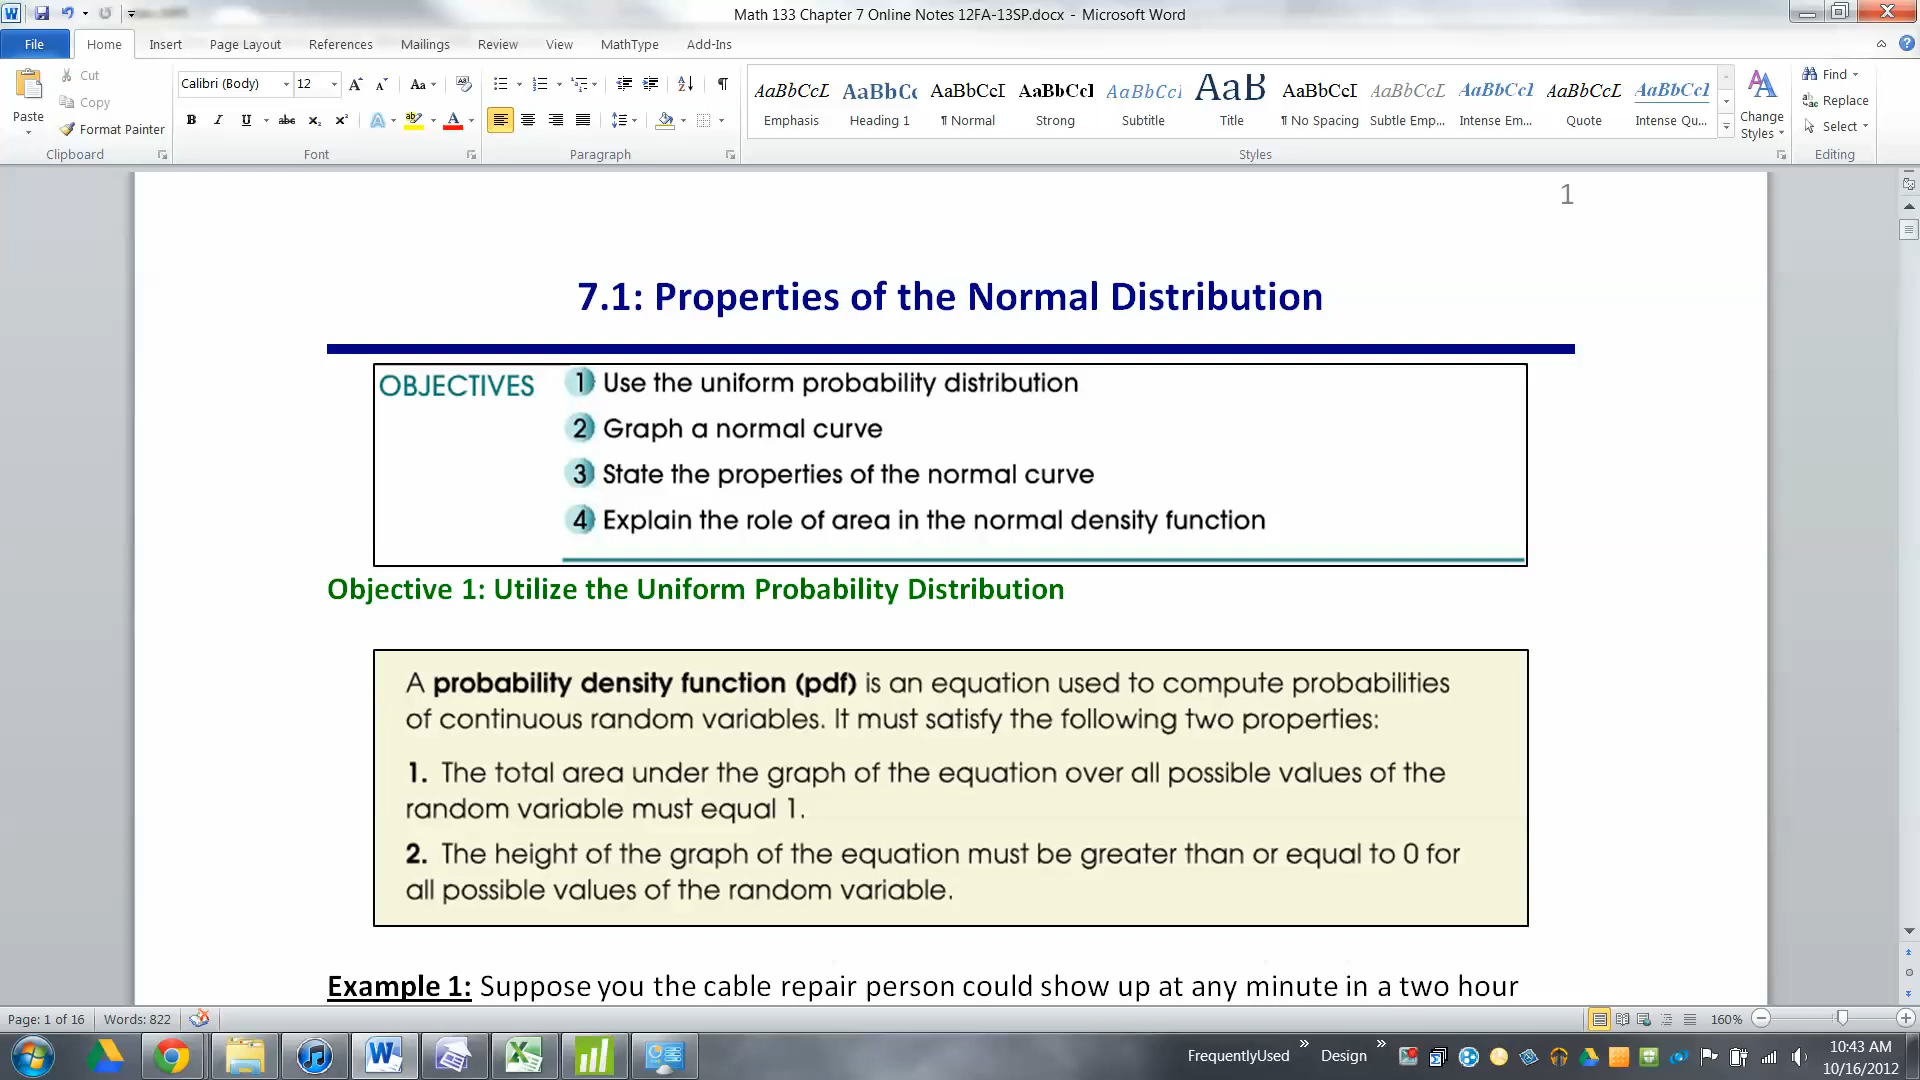 Math 133 Chapter 7 Online Notes 12FA-13SP.docx - Microsoft Word
File Home Insert Page Layout References Mailings Review View MathType Add-Ins
Paste
Cut
Copy
Format Painter
Clipboard
Calibri (Body) 12
Font
Paragraph
AaBbCcL AaBbCc AaBbCcI AaBbCcl AaBbCcl AaB AaBbCcI AaBbCcL AaBbCcl AaBbCcL AaBbCcl
Emphasis Heading 1 ¶ Normal Strong Subtitle Title ¶ No Spacing Subtle Emp... Intense Em... Quote Intense Qu...
Styles
Change Styles
Find
Replace
Select
Editing
1
7.1: Properties of the Normal Distribution
OBJECTIVES 1 Use the uniform probability distribution
2 Graph a normal curve
3 State the properties of the normal curve
4 Explain the role of area in the normal density function
Objective 1: Utilize the Uniform Probability Distribution
A probability density function (pdf) is an equation used to compute probabilities
of continuous random variables. It must satisfy the following two properties:
1. The total area under the graph of the equation over all possible values of the
random variable must equal 1.
2. The height of the graph of the equation must be greater than or equal to 0 for
all possible values of the random variable.
Example 1: Suppose you the cable repair person could show up at any minute in a two hour
Page: 1 of 16 Words: 822 160%
FrequentlyUsed » Design » 10:43 AM
10/16/2012